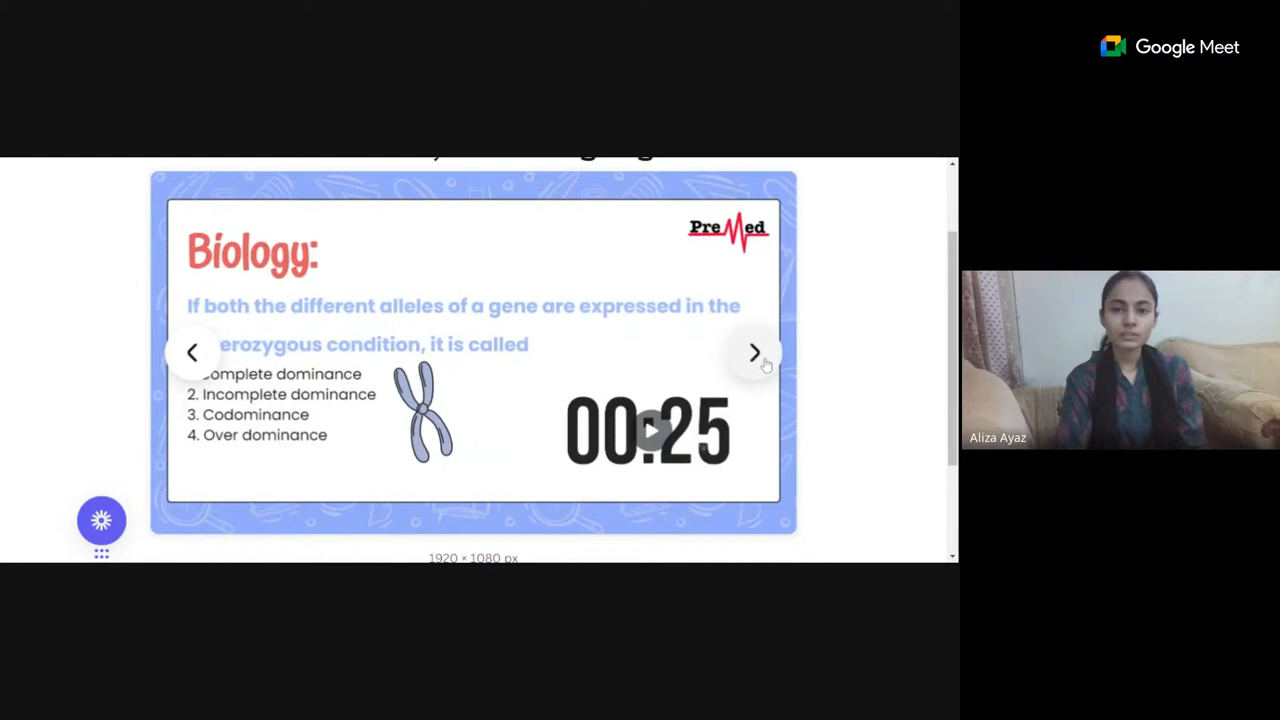 Google Meet
PreMed
Biology:
If both the different alleles of a gene are expressed in the
erozygous condition, it is called
complete dominance
2. Incomplete dominance
3. Codominance
4. Over dominance
00:25
1920 × 1080 px
Aliza Ayaz